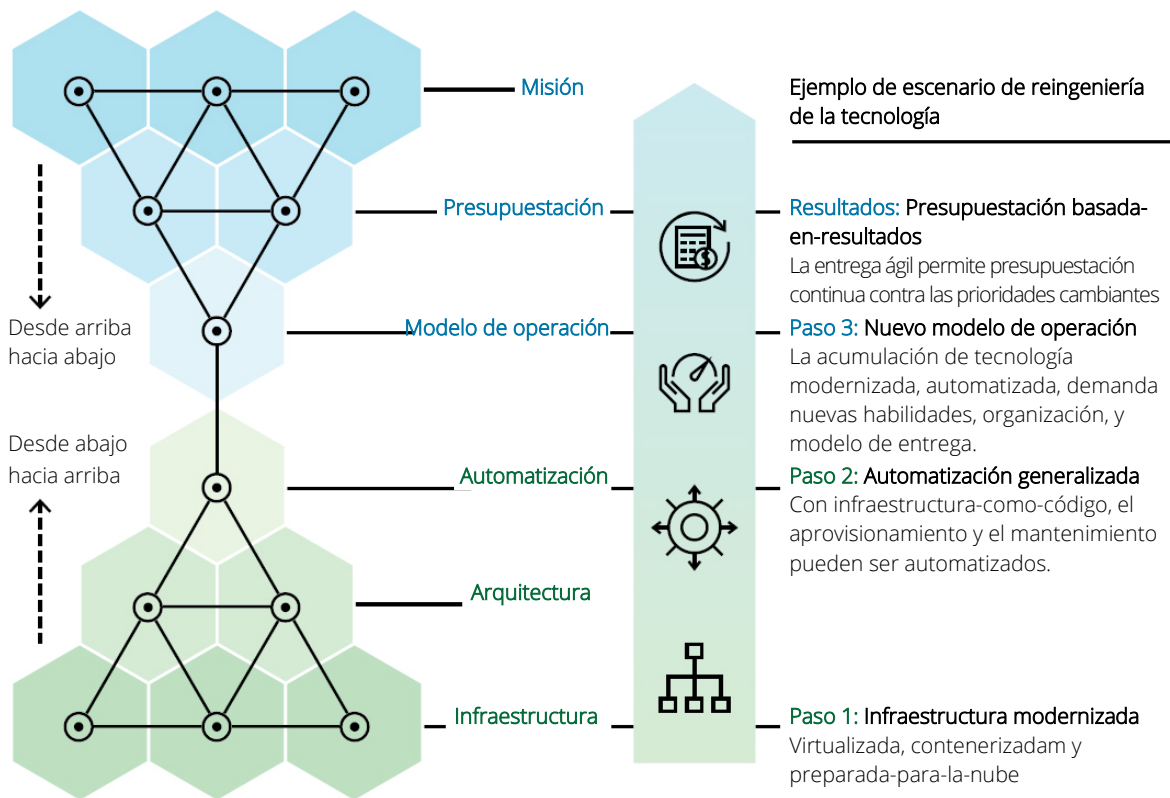 Misión
Ejemplo de escenario de reingeniería
de la tecnología
Presupuestación
Resultados: Presupuestación basada-
en-resultados
La entrega ágil permite presupuestación
continua contra las prioridades cambiantes
Desde arriba
hacia abajo
Modelo de operación
Paso 3: Nuevo modelo de operación
La acumulación de tecnología
modernizada, automatizada, demanda
nuevas habilidades, organización, y
modelo de entrega.
Desde abajo
hacia arriba
Automatización
Paso 2: Automatización generalizada
Con infraestructura-como-código, el
aprovisionamiento y el mantenimiento
pueden ser automatizados.
Arquitectura
Infraestructura
Paso 1: Infraestructura modernizada
Virtualizada, contenerizadam y
preparada-para-la-nube